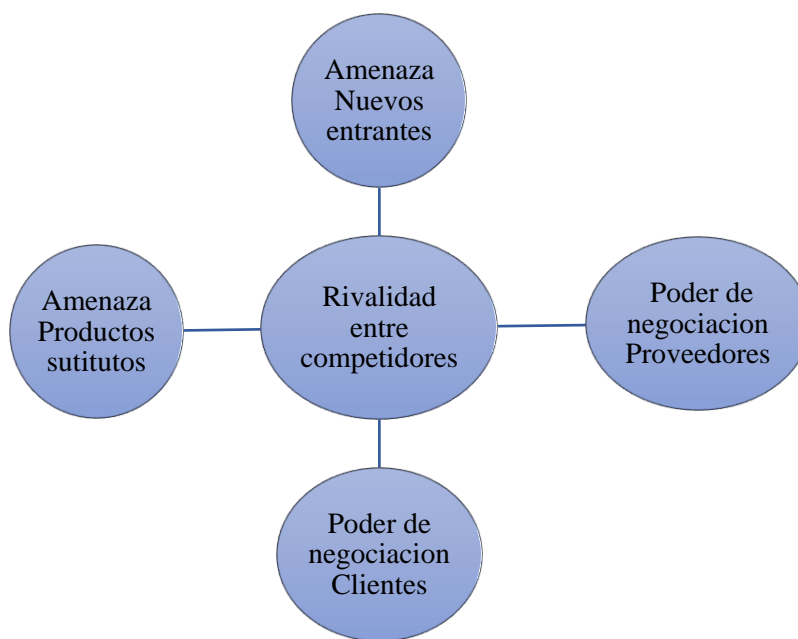 Amenaza
Nuevos
entrantes
Amenaza
Productos
sutitutos
Rivalidad
entre
competidores
Poder de
negociacion
Proveedores
Poder de
negociacion
Clientes